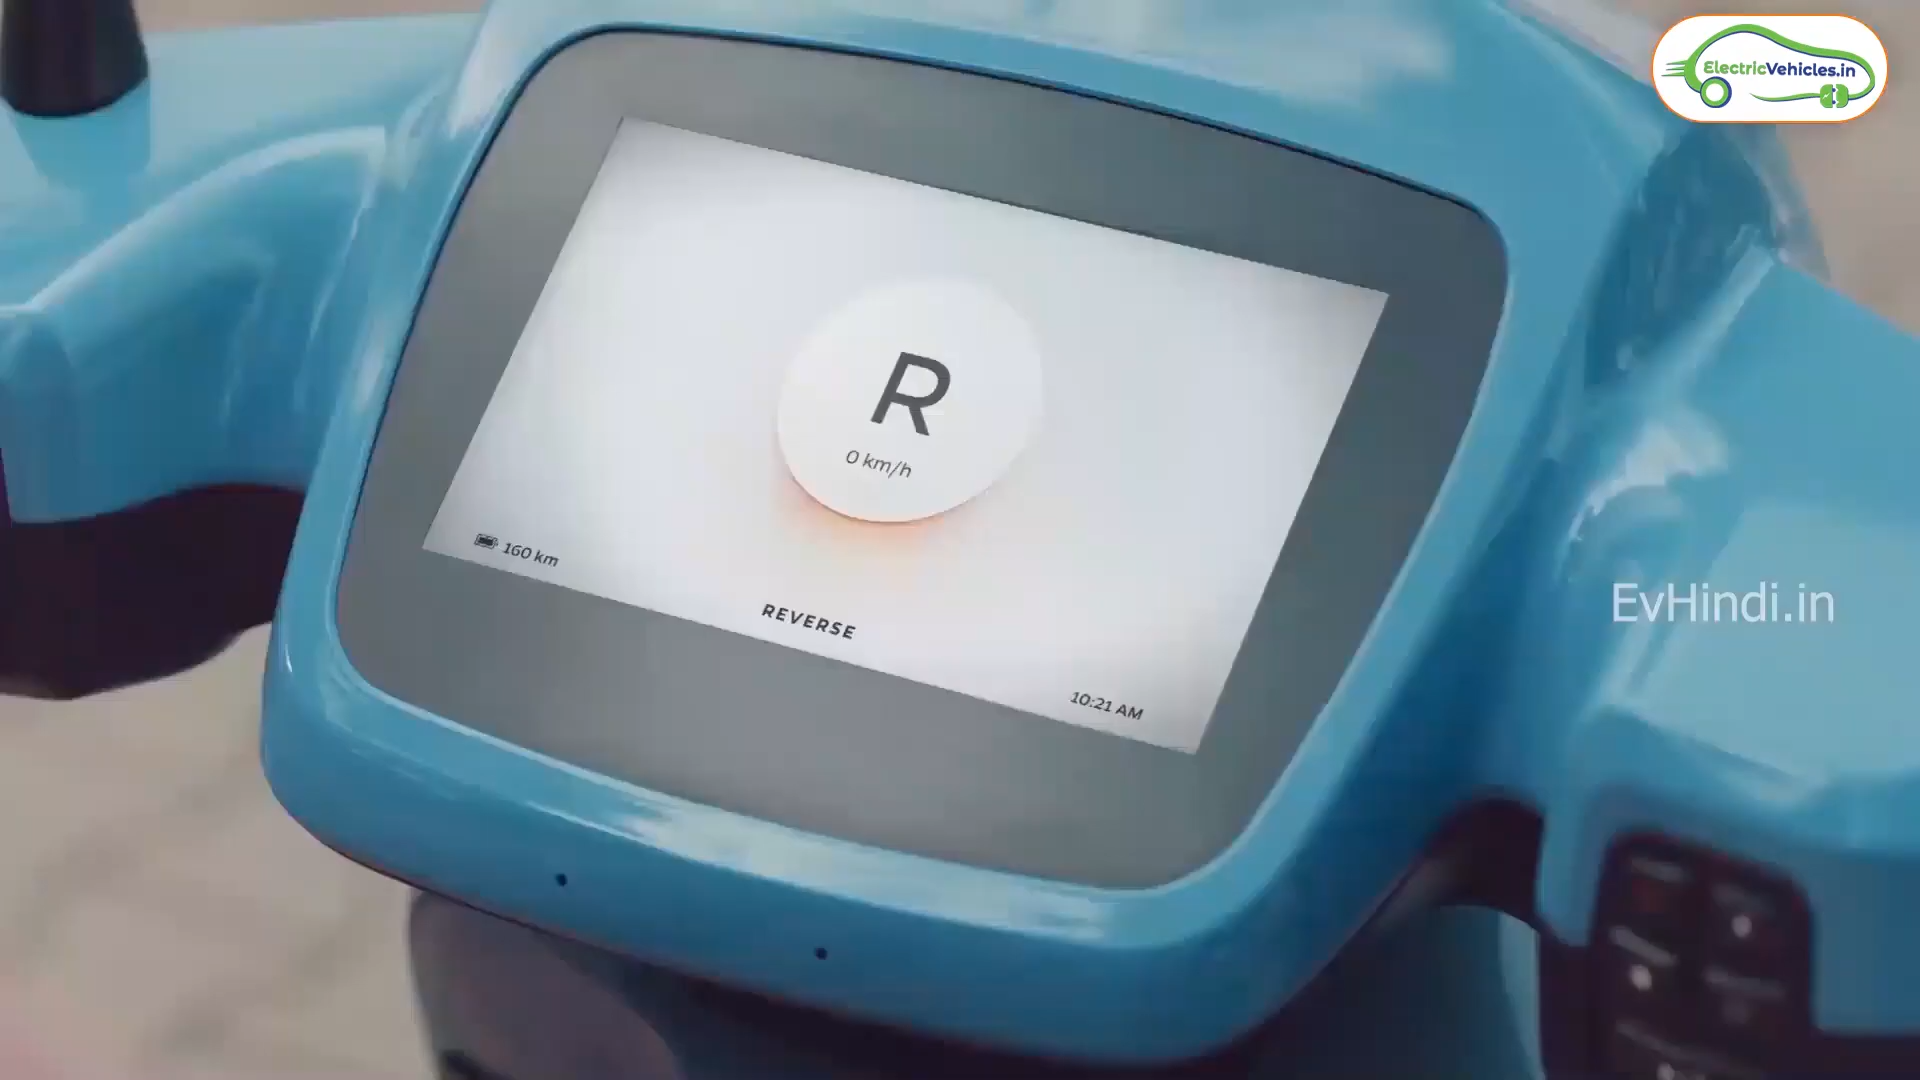 ElectricVehicles.in
R
0 km/h
160 km
REVERSE
10:21 AM
EvHindi.in